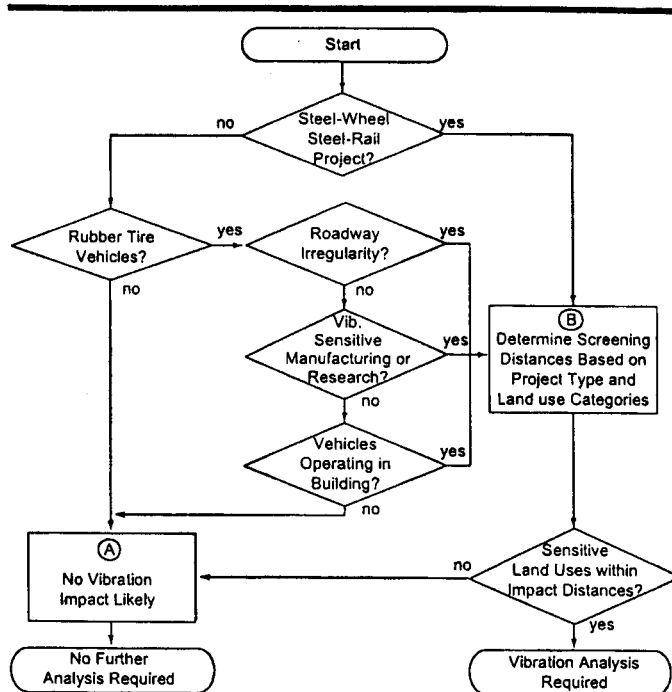 Start
Steel-Wheel
Steel-Rail
Project?
no
yes
Rubber Tire
Vehicles?
yes
no
Roadway
Irregularity?
yes
no
Vib.
Sensitive
Manufacturing or
Research?
yes
no
Vehicles
Operating in
Building?
yes
no
B
Determine Screening
Distances Based on
Project Type and
Land use Categories
A
No Vibration
Impact Likely
no
Sensitive
Land Uses within
Impact Distances?
yes
No Further
Analysis Required
Vibration Analysis
Required